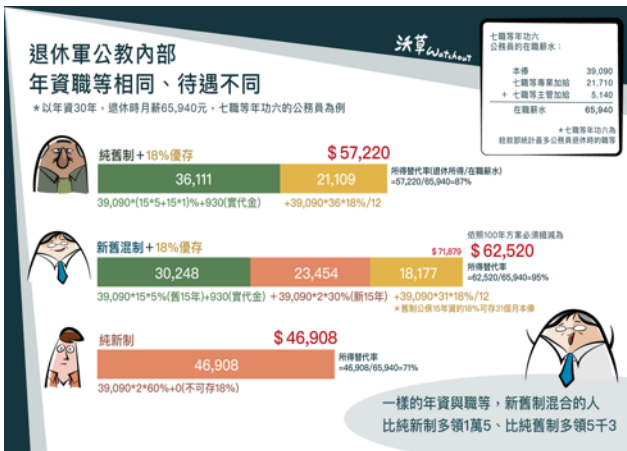 退休軍公教內部
年資職等相同、待遇不同
*以年資30年，退休時月薪65,940元，七職等年功六的公務員為例
沃草Watchout
七職等年功六
公務員的在職薪水：
本俸 39,090
七職等專業加給 21,710
+ 七職等主管加給 5,140
在職薪水 65,940
*七職等年功六為
銓敘部統計最多公務員退休時的職等
純舊制+18%優存
$ 57,220
36,111
21,109
所得替代率(退休所得/在職薪水)
=57,220/65,940=87%
39,090*(15*5+15*1)%+930(實代金)
+39,090*36*18%/12
新舊混制+18%優存
依照100年方案必須縮減為
$ 71,879
$ 62,520
30,248
23,454
18,177
所得替代率
=62,520/65,940=95%
39,090*15*5%(舊15年)+930(實代金)
+39,090*2*30%(新15年)
+39,090*31*18%/12
*舊制公保15年資的18%可存31個月本俸
純新制
$ 46,908
46,908
所得替代率
=46,908/65,940=71%
39,090*2*60%+0(不可存18%)
一樣的年資與職等，新舊制混合的人
比純新制多領1萬5、比純舊制多領5千3